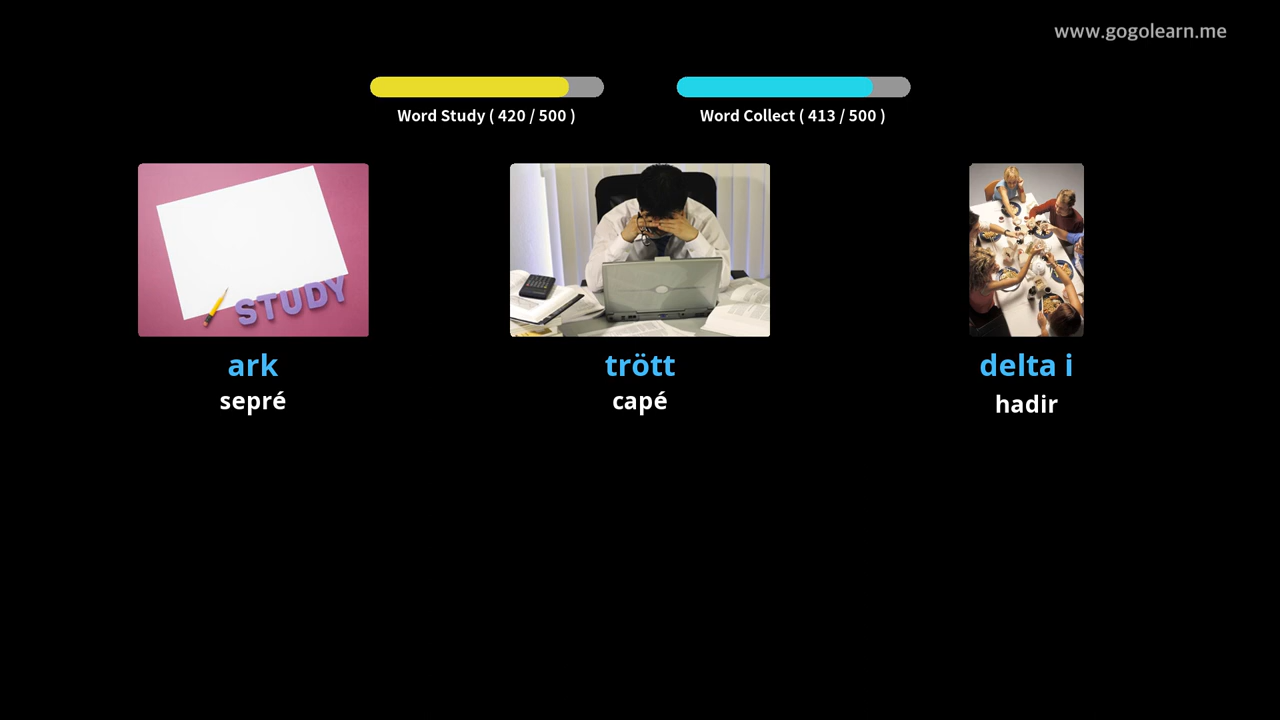 www.gogolearn.me
Word Study ( 420 / 500 )
Word Collect ( 413 / 500 )
STUDY
ark
trött
delta i
sepré
capé
hadir